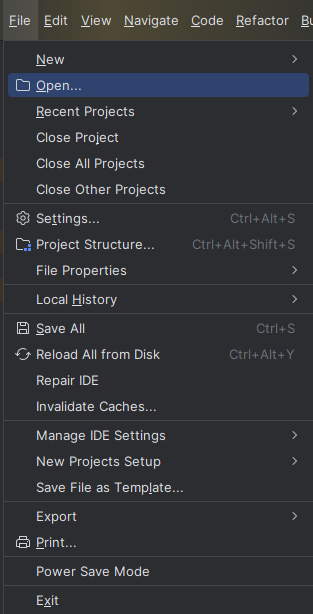 File Edit View Navigate Code Refactor
New
Open...
Recent Projects
Close Project
Close All Projects
Close Other Projects
Settings... Ctrl+Alt+S
Project Structure... Ctrl+Alt+Shift+S
File Properties
Local History
Save All Ctrl+S
Reload All from Disk Ctrl+Alt+Y
Repair IDE
Invalidate Caches...
Manage IDE Settings
New Projects Setup
Save File as Template...
Export
Print...
Power Save Mode
Exit